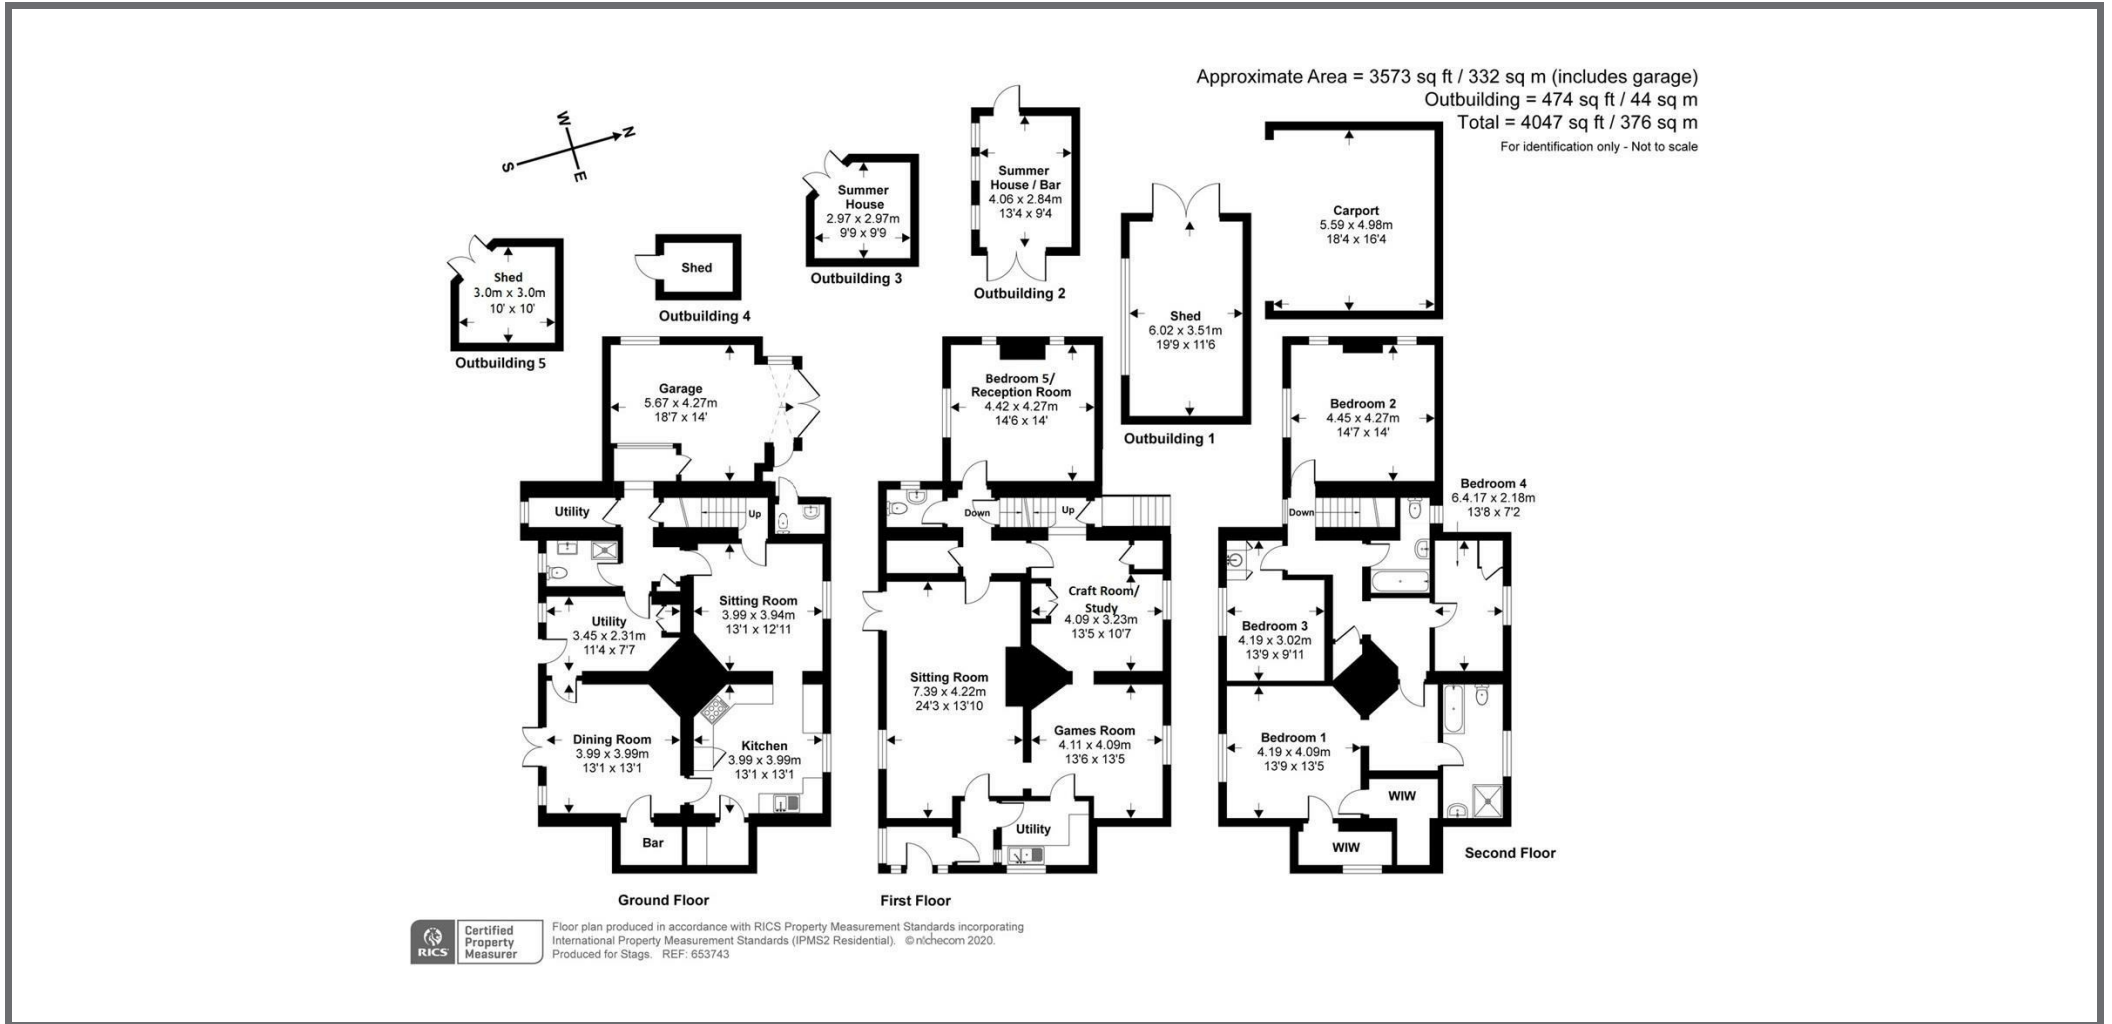 Approximate Area = 3573 sq ft / 332 sq m (includes garage)
Outbuilding = 474 sq ft / 44 sq m
Total = 4047 sq ft / 376 sq m
For identification only - Not to scale
W
N
S
E
Shed
3.0m x 3.0m
10' x 10'
Outbuilding 5
Shed
Outbuilding 4
Summer
House
2.97 x 2.97m
9'9 x 9'9
Outbuilding 3
Summer
House / Bar
4.06 x 2.84m
13'4 x 9'4
Outbuilding 2
Shed
6.02 x 3.51m
19'9 x 11'6
Outbuilding 1
Carport
5.59 x 4.98m
18'4 x 16'4
Garage
5.67 x 4.27m
18'7 x 14'
Utility
Up
Sitting Room
3.99 x 3.94m
13'1 x 12'11
Utility
3.45 x 2.31m
11'4 x 7'7
Dining Room
3.99 x 3.99m
13'1 x 13'1
Kitchen
3.99 x 3.99m
13'1 x 13'1
Bar
Ground Floor
Bedroom 5/
Reception Room
4.42 x 4.27m
14'6 x 14'
Down
Up
Craft Room/
Study
4.09 x 3.23m
13'5 x 10'7
Sitting Room
7.39 x 4.22m
24'3 x 13'10
Games Room
4.11 x 4.09m
13'6 x 13'5
Utility
First Floor
Bedroom 2
4.45 x 4.27m
14'7 x 14'
Bedroom 4
6.4.17 x 2.18m
13'8 x 7'2
Down
Bedroom 3
4.19 x 3.02m
13'9 x 9'11
Bedroom 1
4.19 x 4.09m
13'9 x 13'5
WIW
WIW
Second Floor
RICS
Certified
Property
Measurer
Floor plan produced in accordance with RICS Property Measurement Standards incorporating
International Property Measurement Standards (IPMS2 Residential). © nichecom 2020.
Produced for Stags. REF: 653743